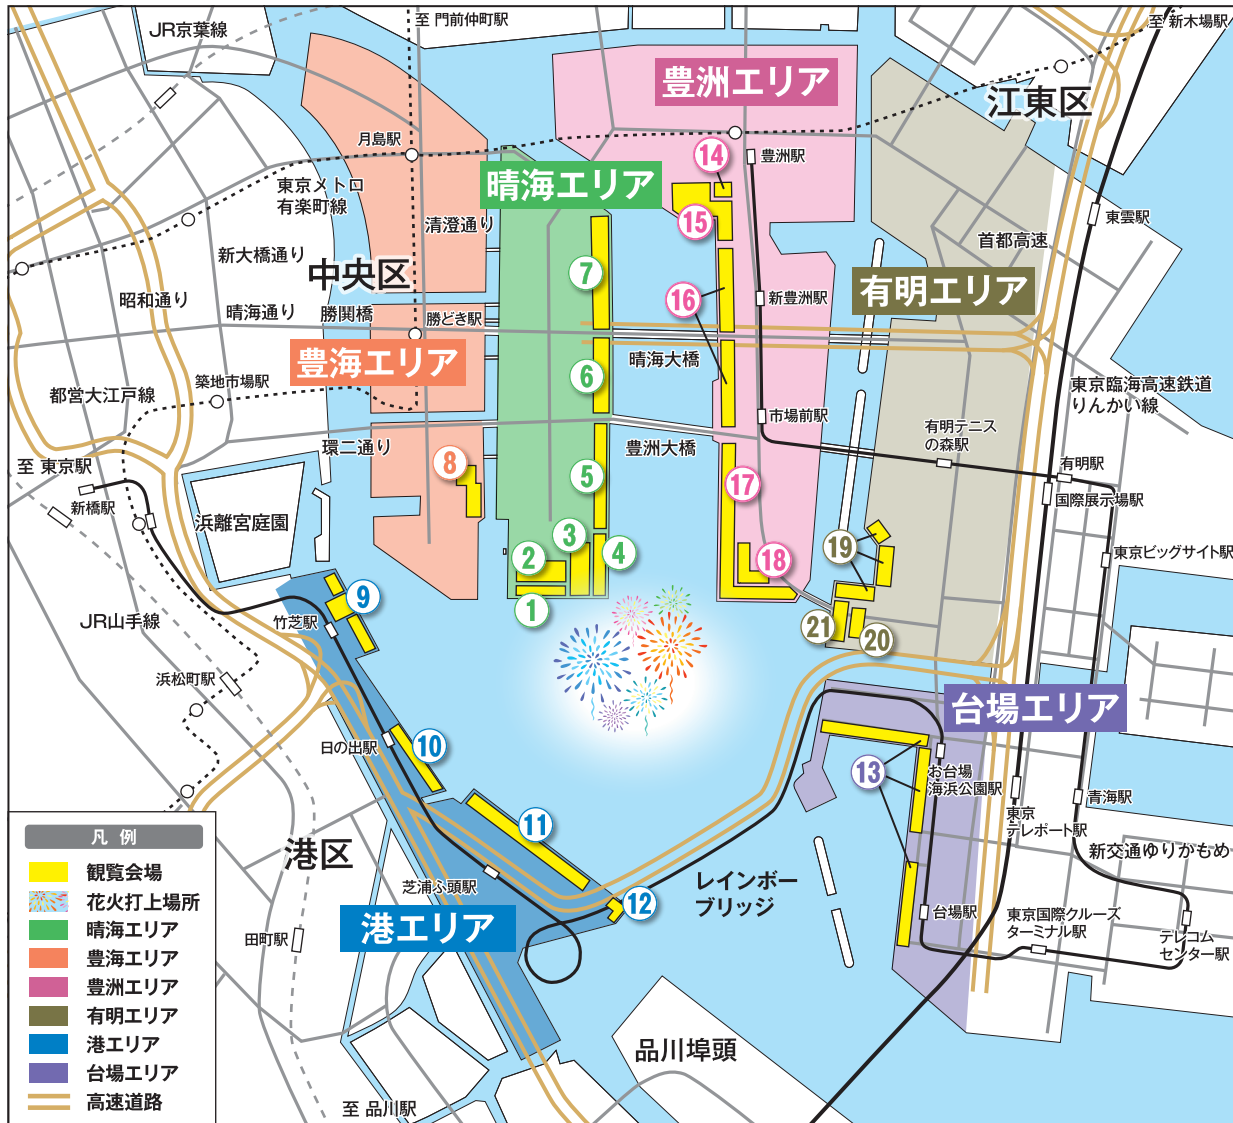 JR京葉線
至 門前仲町駅
至 新木場駅
豊洲エリア
江東区
月島駅
14
豊洲駅
東京メトロ
有楽町線
晴海エリア
清澄通り
15
東雲駅
新大橋通り
首都高速
中央区
7
昭和通り
有明エリア
16
新豊洲駅
晴海通り
勝鬨橋
勝どき駅
豊海エリア
晴海大橋
築地市場駅
6
都営大江戸線
東京臨海高速鉄道
りんかい線
市場前駅
有明テニス
の森駅
環二通り
豊洲大橋
至 東京駅
8
5
17
有明駅
国際展示場駅
新橋駅
浜離宮庭園
3
4
2
18
19
東京ビッグサイト駅
1
9
竹芝駅
JR山手線
21
20
浜松町駅
台場エリア
日の出駅
10
13
お台場
海浜公園駅
青海駅
11
東京
テレポート駅
凡 例
港区
新交通ゆりかもめ
観覧会場
芝浦ふ頭駅
レインボー
ブリッジ
花火打上場所
12
台場駅
東京国際クルーズ
ターミナル駅
晴海エリア
港エリア
田町駅
テレコム
センター駅
豊海エリア
豊洲エリア
有明エリア
港エリア
品川埠頭
台場エリア
高速道路
至 品川駅